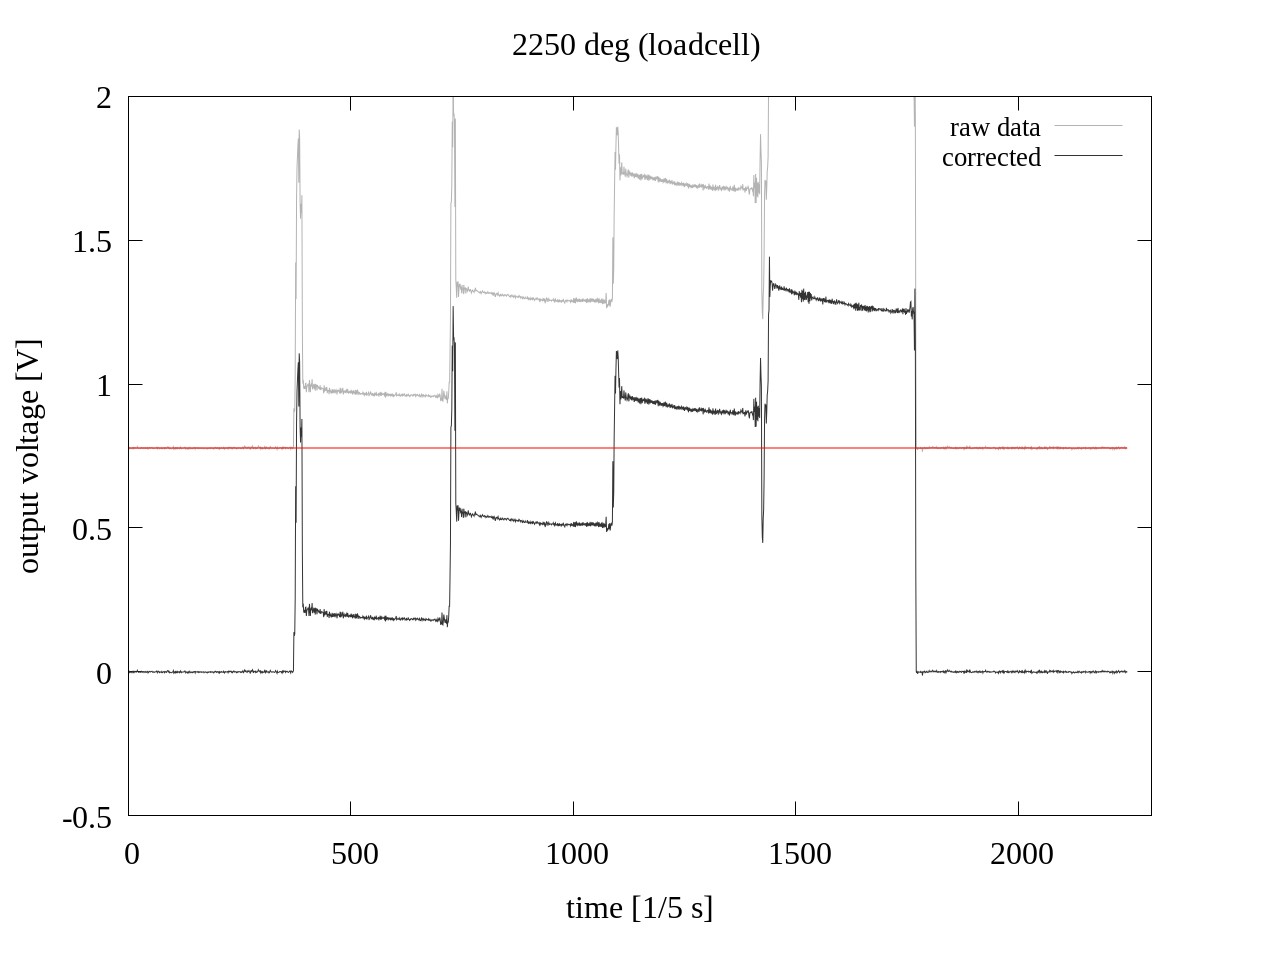 2250 deg (loadcell)
raw data
corrected
2
1.5
1
0.5
0
-0.5
output voltage [V]
0 500 1000 1500 2000
time [1/5 s]